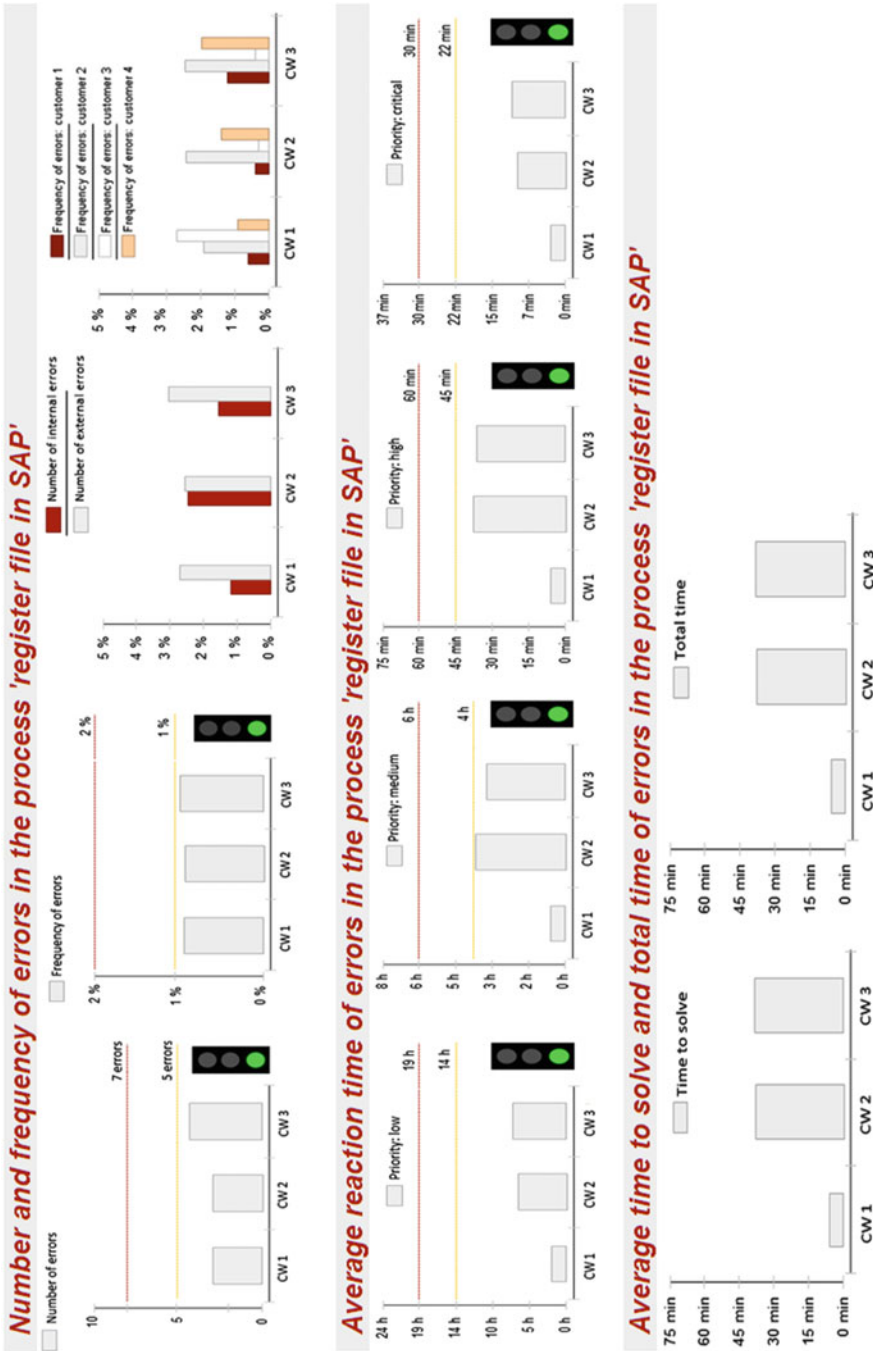 Number and frequency of errors in the process 'register file in SAP'
Number of errors
10
5
0
7 errors
5 errors
CW 1
CW 2
CW 3
Frequency of errors
2 %
1 %
0 %
2 %
1 %
CW 1
CW 2
CW 3
Number of internal errors
Number of external errors
5 %
4 %
3 %
2 %
1 %
0 %
CW 1
CW 2
CW 3
Frequency of errors: customer 1
Frequency of errors: customer 2
Frequency of errors: customer 3
Frequency of errors: customer 4
5 %
4 %
3 %
2 %
1 %
0 %
CW 1
CW 2
CW 3
Average reaction time of errors in the process 'register file in SAP'
Priority: low
24 h
19 h
14 h
10 h
5 h
0 h
19 h
14 h
CW 1
CW 2
CW 3
Priority: medium
8 h
6 h
5 h
3 h
2 h
0 h
6 h
4 h
CW 1
CW 2
CW 3
Priority: high
75 min
60 min
45 min
30 min
15 min
0 min
60 min
45 min
CW 1
CW 2
CW 3
Priority: critical
37 min
30 min
22 min
15 min
7 min
0 min
30 min
22 min
CW 1
CW 2
CW 3
Average time to solve and total time of errors in the process 'register file in SAP'
Time to solve
75 min
60 min
45 min
30 min
15 min
0 min
CW 1
CW 2
CW 3
Total time
75 min
60 min
45 min
30 min
15 min
0 min
CW 1
CW 2
CW 3